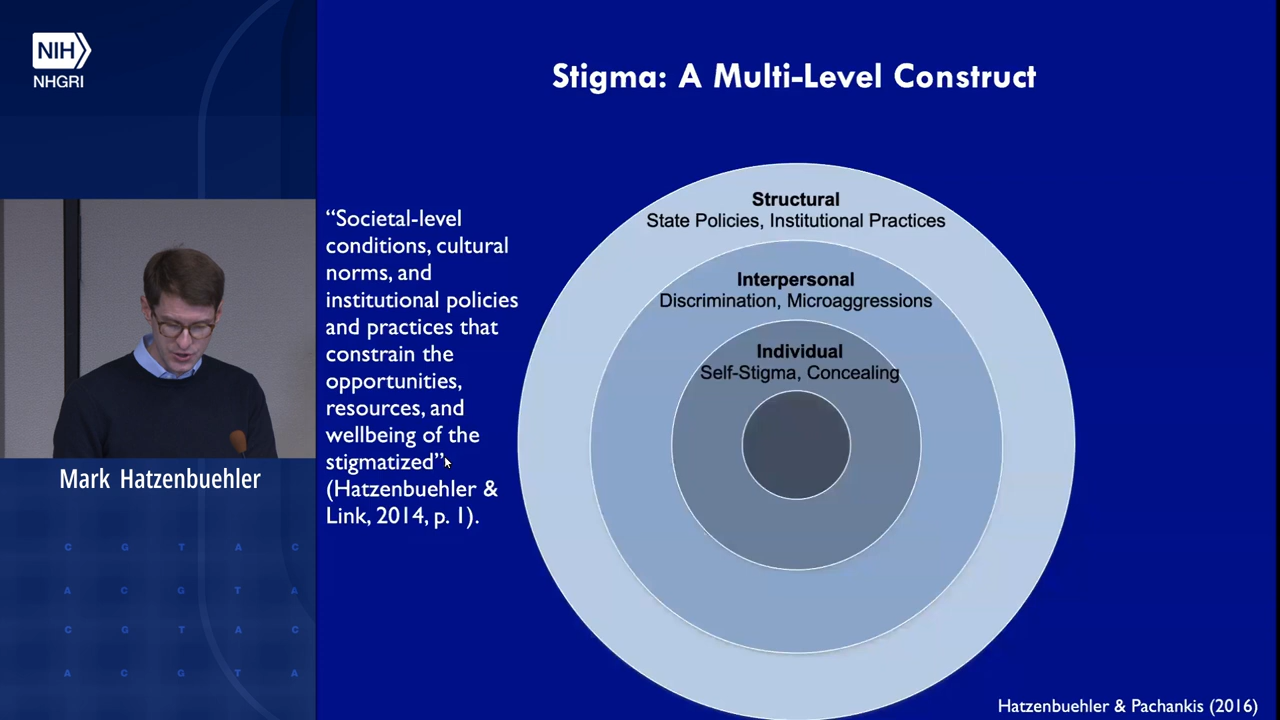 NIH
NHGRI
Stigma: A Multi-Level Construct
“Societal-level
conditions, cultural
norms, and
institutional policies
and practices that
constrain the
opportunities,
resources, and
wellbeing of the
stigmatized”
(Hatzenbuehler &
Link, 2014, p. 1).
Structural
State Policies, Institutional Practices
Interpersonal
Discrimination, Microaggressions
Individual
Self-Stigma, Concealing
Mark Hatzenbuehler
C G T A C
A C G T A
C G T A C
A C G T A
Hatzenbuehler & Pachankis (2016)